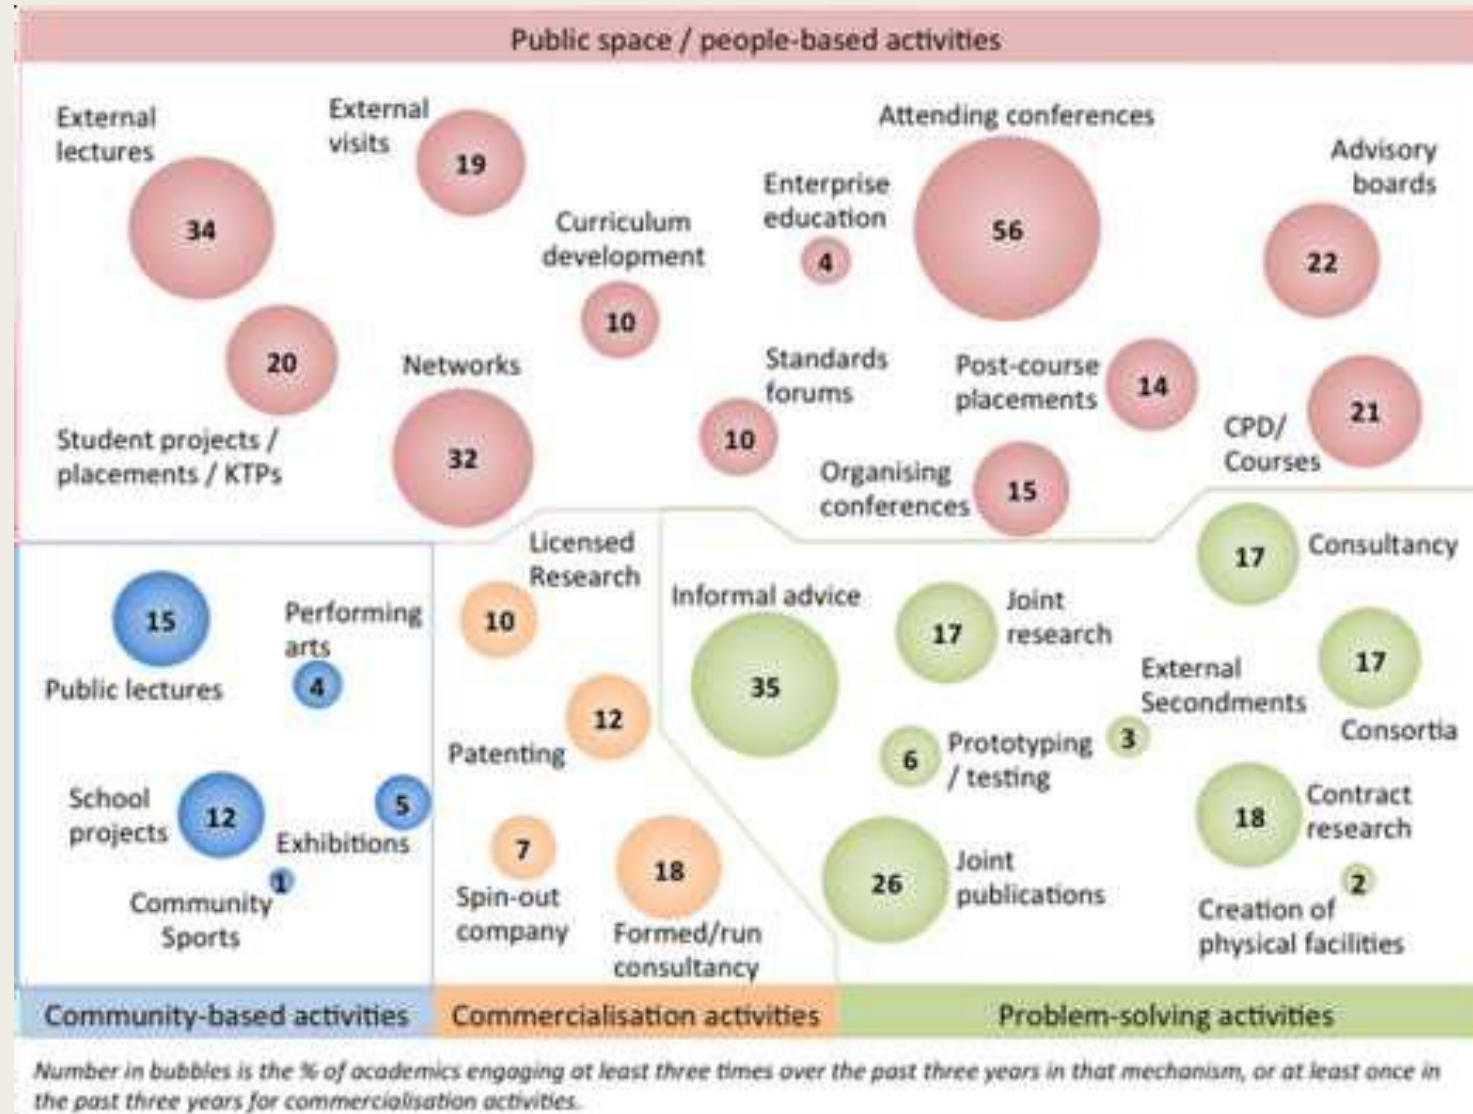 Public space / people-based activities
External
lectures
34
External
visits
19
Curriculum
development
10
Enterprise
education
4
Attending conferences
56
Advisory
boards
22
20
Student projects /
placements / KTPs
Networks
32
Standards
forums
10
Post-course
placements
14
CPD/
Courses
21
Organising
conferences
15
15
Public lectures
Performing
arts
4
School
projects
12
5
Exhibitions
1
Community
Sports
Licensed
Research
10
12
Patenting
7
Spin-out
company
18
Formed/run
consultancy
Informal advice
35
17
Joint
research
17
Consultancy
External
Secondments
3
17
Consortia
6
Prototyping
/ testing
26
Joint
publications
18
Contract
research
2
Creation of
physical facilities
Community-based activities
Commercialisation activities
Problem-solving activities
Number in bubbles is the % of academics engaging at least three times over the past three years in that mechanism, or at least once in
the past three years for commercialisation activities.